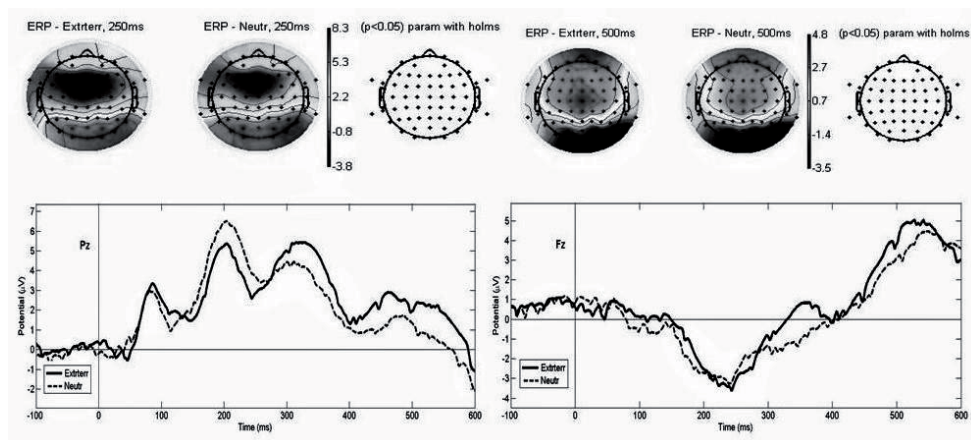 ERP - Extrterr, 250ms
ERP - Neutr, 250ms
8.3
5.3
2.2
-0.8
-3.8
(p<0.05) param with holms
ERP - Extrterr, 500ms
ERP - Neutr, 500ms
4.8
2.7
0.7
-1.4
-3.5
(p<0.05) param with holms
Potential (µV)
7
6
5
4
3
2
1
0
-1
-2
Pz
Extrterr
Neutr
-100 0 100 200 300 400 500 600
Time (ms)
Potential (µV)
5
4
3
2
1
0
-1
-2
-3
-4
Fz
Extrterr
Neutr
-100 0 100 200 300 400 500 600
Time (ms)